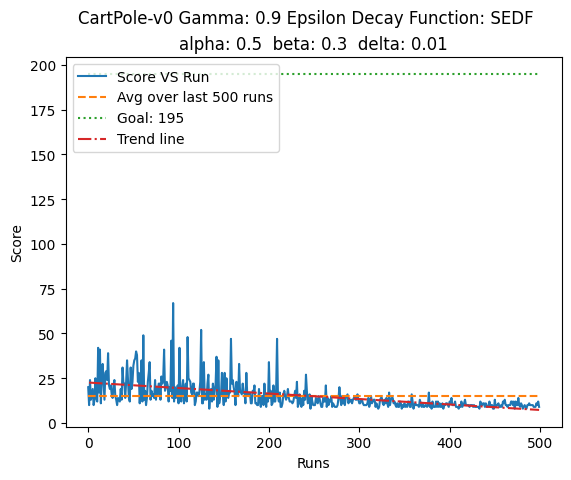 CartPole-v0 Gamma: 0.9 Epsilon Decay Function: SEDF
alpha: 0.5  beta: 0.3  delta: 0.01
Score VS Run
Avg over last 500 runs
Goal: 195
Trend line
200
175
150
125
100
75
50
25
0
Score
0 100 200 300 400 500
Runs